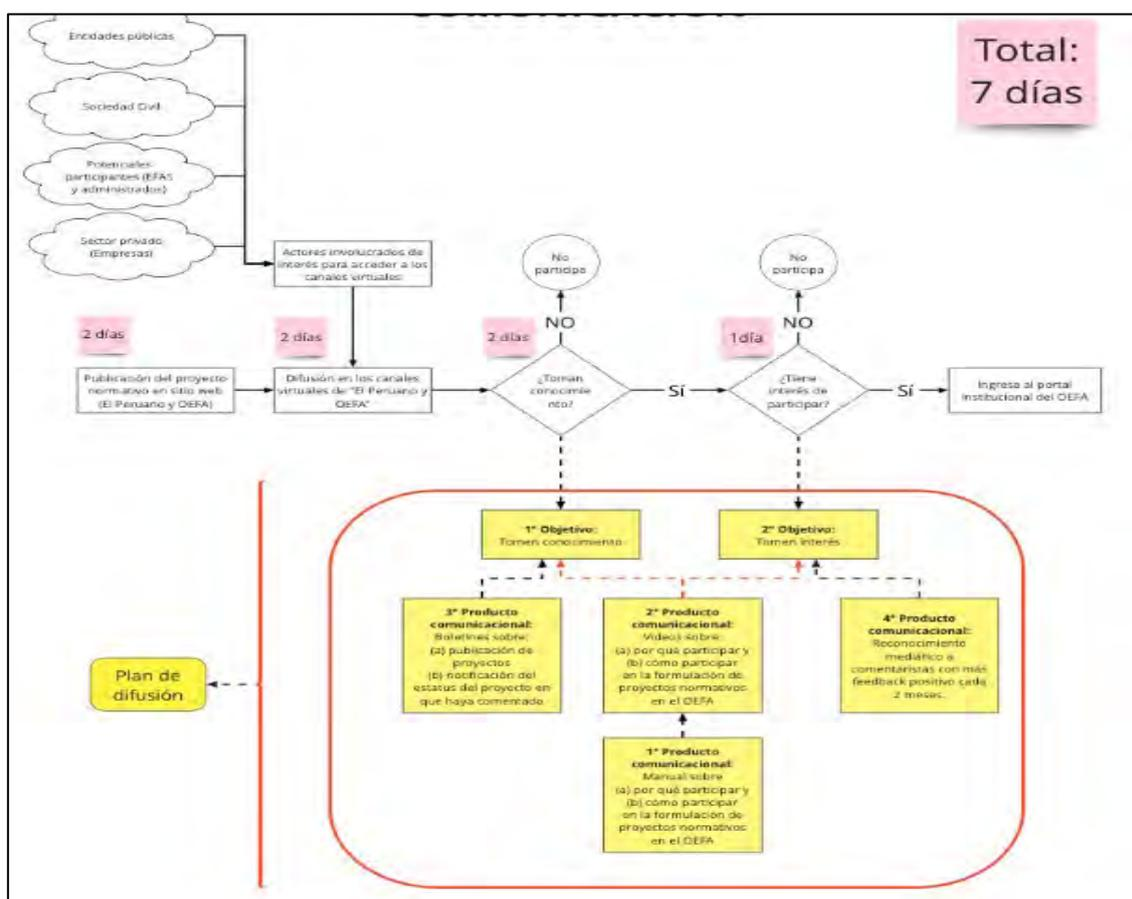 Entidades públicas
Total:
7 días
Sociedad Civil
Potenciales
participantes (EFAS
y administrados)
Sector privado
(Empresas)
Actores involucrados de
interés para acceder a los
canales virtuales
No
participa
No
participa
2 días
2 días
2 días
NO
1 día
NO
Publicación del proyecto
normativo en sitio web
(El Peruano y OEFA)
Difusión en los canales
virtuales de "El Peruano y
OEFA"
¿Toman
conocimie
nto?
Sí
¿Tiene
interés de
participar?
Sí
Ingresa al portal
institucional del OEFA
1° Objetivo:
Tomen conocimiento
2° Objetivo:
Tomen interés
3° Producto
comunicacional:
Boletines sobre:
(a) publicación de
proyectos
(b) notificación del
estatus del proyecto en
que haya comentado
2° Producto
comunicacional:
Videos sobre:
(a) por qué participar y
(b) cómo participar
en la formulación de
proyectos normativos
en el OEFA
4° Producto
comunicacional:
Reconocimiento
mediático a
comentaristas con más
feedback positivo cada
2 meses.
Plan de
difusión
1° Producto
comunicacional:
Manual sobre
(a) por qué participar y
(b) cómo participar
en la formulación de
proyectos normativos
en el OEFA